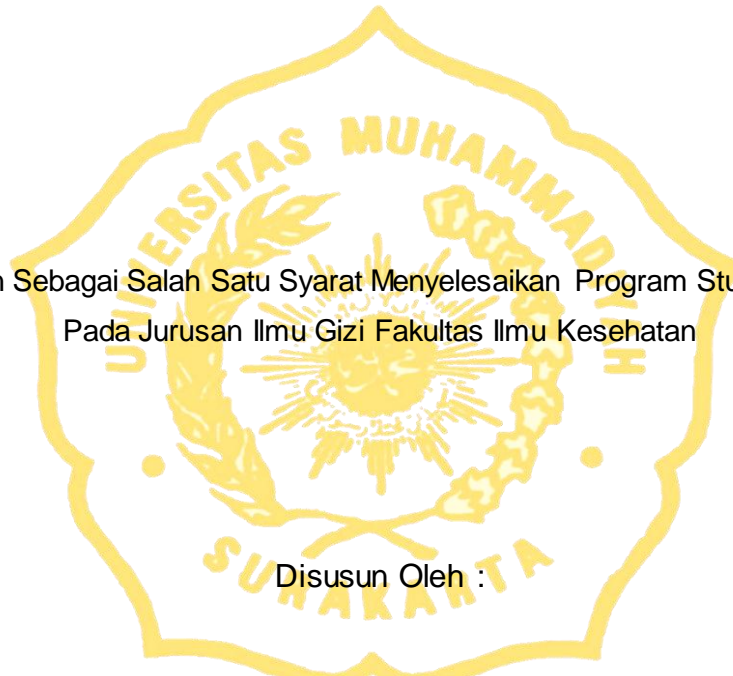 UNIVERSITAS MUHAMMADIYAH
n Sebagai Salah Satu Syarat Menyelesaikan Program Stu
Pada Jurusan Ilmu Gizi Fakultas Ilmu Kesehatan
Disusun Oleh :
SURAKARTA